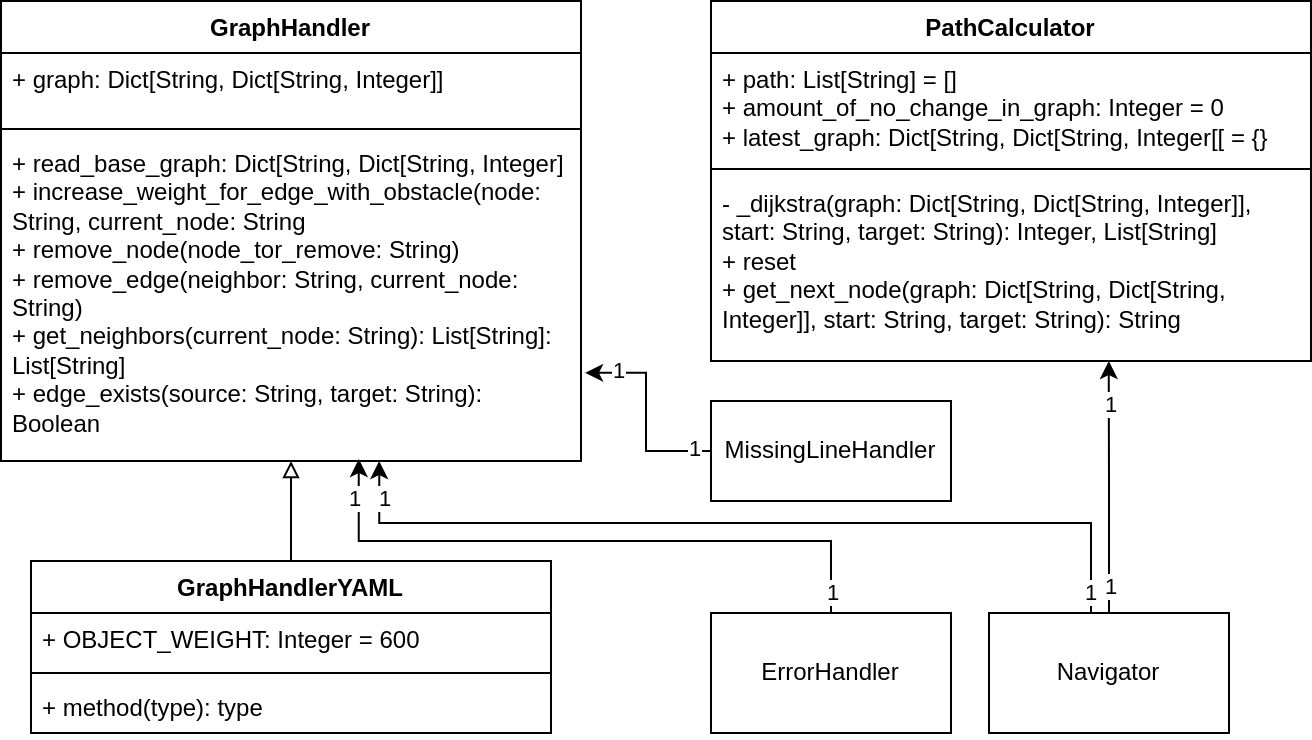 GraphHandler
+ graph: Dict[String, Dict[String, Integer]]
+ read_base_graph: Dict[String, Dict[String, Integer]
+ increase_weight_for_edge_with_obstacle(node:
String, current_node: String
+ remove_node(node_tor_remove: String)
+ remove_edge(neighbor: String, current_node:
String)
+ get_neighbors(current_node: String): List[String]:
List[String]
+ edge_exists(source: String, target: String):
Boolean
PathCalculator
+ path: List[String] = []
+ amount_of_no_change_in_graph: Integer = 0
+ latest_graph: Dict[String, Dict[String, Integer[[ = {}
- _dijkstra(graph: Dict[String, Dict[String, Integer]],
start: String, target: String): Integer, List[String]
+ reset
+ get_next_node(graph: Dict[String, Dict[String,
Integer]], start: String, target: String): String
1
1
MissingLineHandler
1
1
1
1
1
1
GraphHandlerYAML
+ OBJECT_WEIGHT: Integer = 600
+ method(type): type
ErrorHandler
Navigator